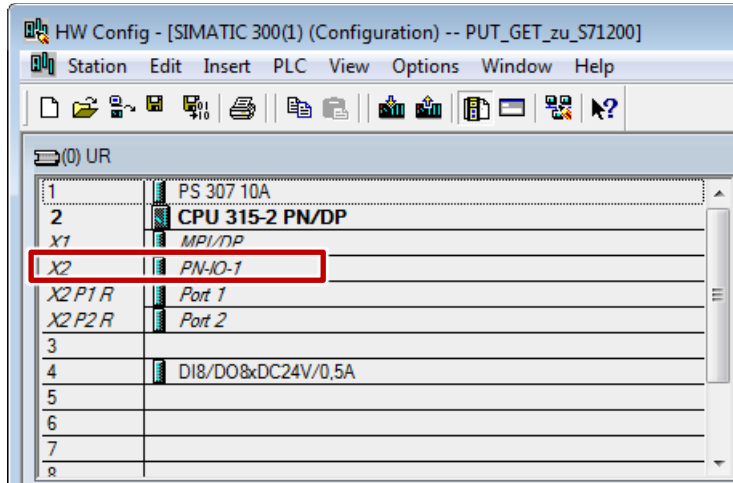 HW Config - [SIMATIC 300(1) (Configuration) -- PUT_GET_zu_S71200]
Station Edit Insert PLC View Options Window Help
(0) UR
1 PS 307 10A
2 CPU 315-2 PN/DP
X1 MPI/DP
X2 PN-IO-1
X2 P1 R Port 1
X2 P2 R Port 2
3
4 DI8/DO8xDC24V/0,5A
5
6
7
8